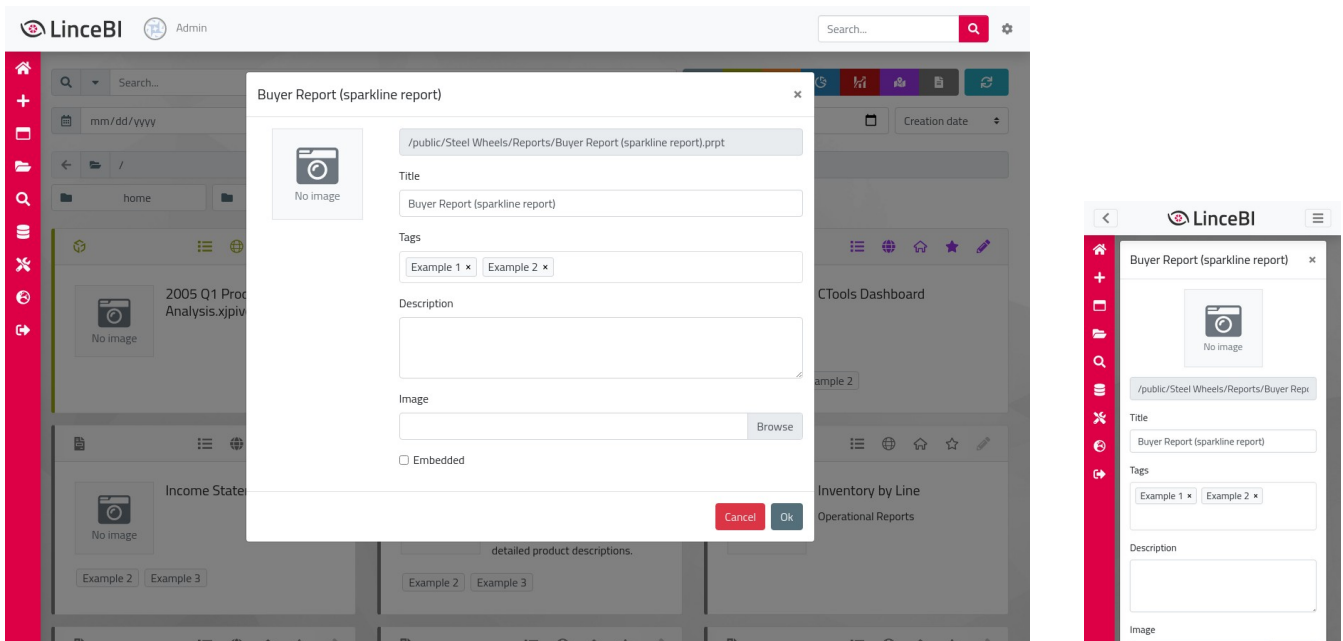 LinceBI
Admin
Search...
Search...
mm/dd/yyyy
Creation date
/
home
2005 Q1 Proc
Analysis.xjpiv
No image
CTools Dashboard
ample 2
Income State
No image
Example 2 Example 3
detailed product descriptions.
Example 2 Example 3
Inventory by Line
Operational Reports
Buyer Report (sparkline report) ×
No image
/public/Steel Wheels/Reports/Buyer Report (sparkline report).prpt
Title
Buyer Report (sparkline report)
Tags
Example 1 × Example 2 ×
Description
Image
Browse
Embedded
Cancel Ok
LinceBI
Buyer Report (sparkline report) ×
No image
/public/Steel Wheels/Reports/Buyer Repo
Title
Buyer Report (sparkline report)
Tags
Example 1 × Example 2 ×
Description
Image